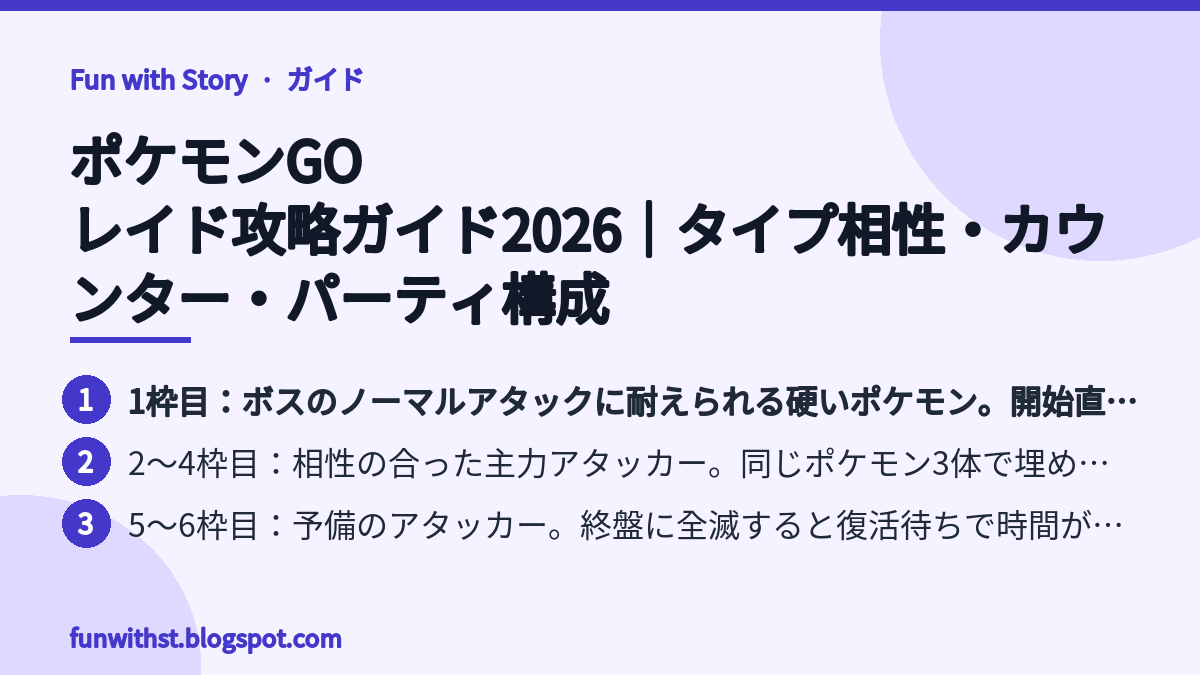 Fun with Story ・ ガイド
ポケモンGO
レイド攻略ガイド2026｜タイプ相性・カウ
ンター・パーティ構成
1 1枠目：ボスのノーマルアタックに耐えられる硬いポケモン。開始直…
2 2〜4枠目：相性の合った主力アタッカー。同じポケモン3体で埋め…
3 5〜6枠目：予備のアタッカー。終盤に全滅すると復活待ちで時間が…
funwithst.blogspot.com